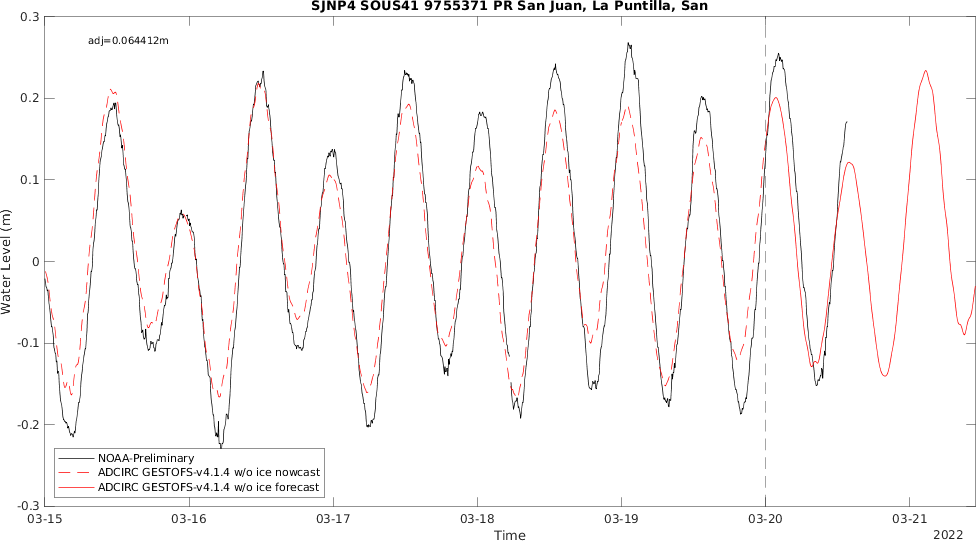 SJNP4 SOUS41 9755371 PR San Juan, La Puntilla, San
adj=0.064412m
0.3
0.2
0.1
0
-0.1
-0.2
-0.3
Water Level (m)
NOAA-Preliminary
ADCIRC GESTOFS-v4.1.4 w/o ice nowcast
ADCIRC GESTOFS-v4.1.4 w/o ice forecast
03-15 03-16 03-17 03-18 03-19 03-20 03-21
Time
2022